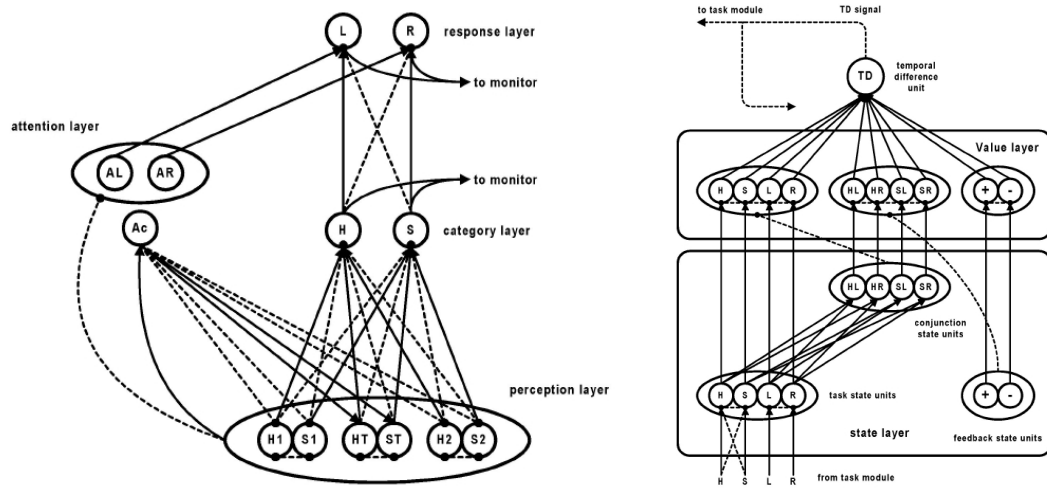 L R response layer
to monitor
attention layer
AL AR
to monitor
Ac H S category layer
perception layer
H1 S1 HT ST H2 S2
to task module TD signal
TD temporal
difference
unit
Value layer
H S L R HL HR SL SR + -
HL HR SL SR
conjunction
state units
H S L R task state units + -
state layer feedback state units
from task module
H S L R